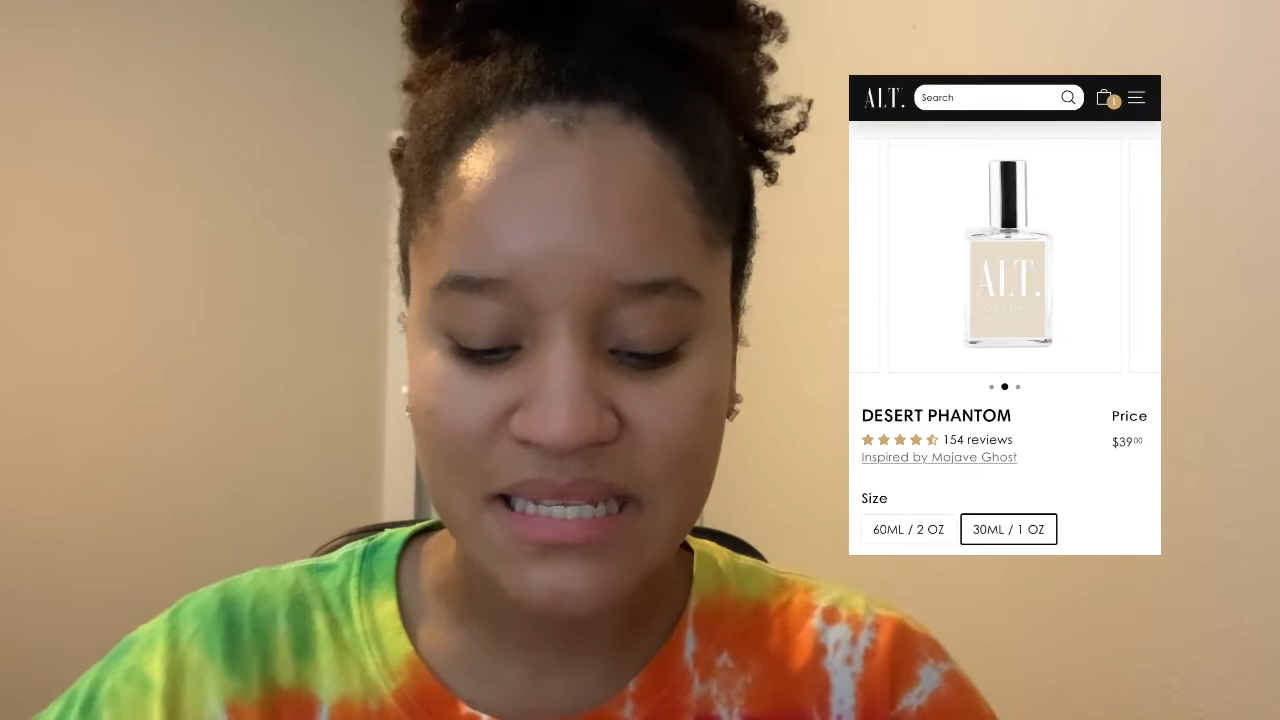 ALT.
Search
1
ALT.
DESERT PHANTOM
Price
154 reviews
$39⁰⁰
Inspired by Mojave Ghost
Size
60ML / 2 OZ
30ML / 1 OZ